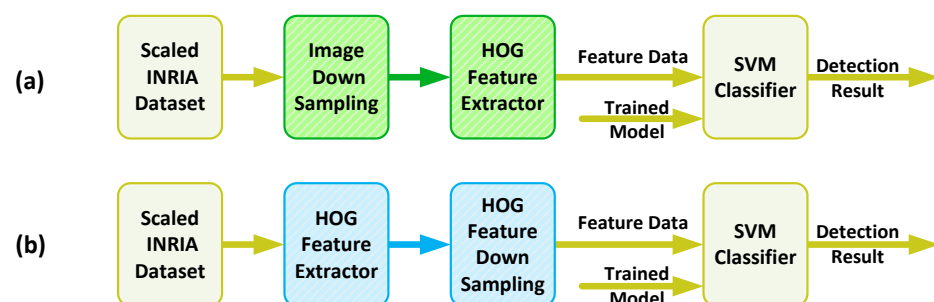 Scaled
INRIA
Dataset
Image
Down
Sampling
HOG
Feature
Extractor
Feature Data
Trained
Model
SVM
Classifier
Detection
Result
(a)
Scaled
INRIA
Dataset
HOG
Feature
Extractor
HOG
Feature
Down
Sampling
Feature Data
Trained
Model
SVM
Classifier
Detection
Result
(b)